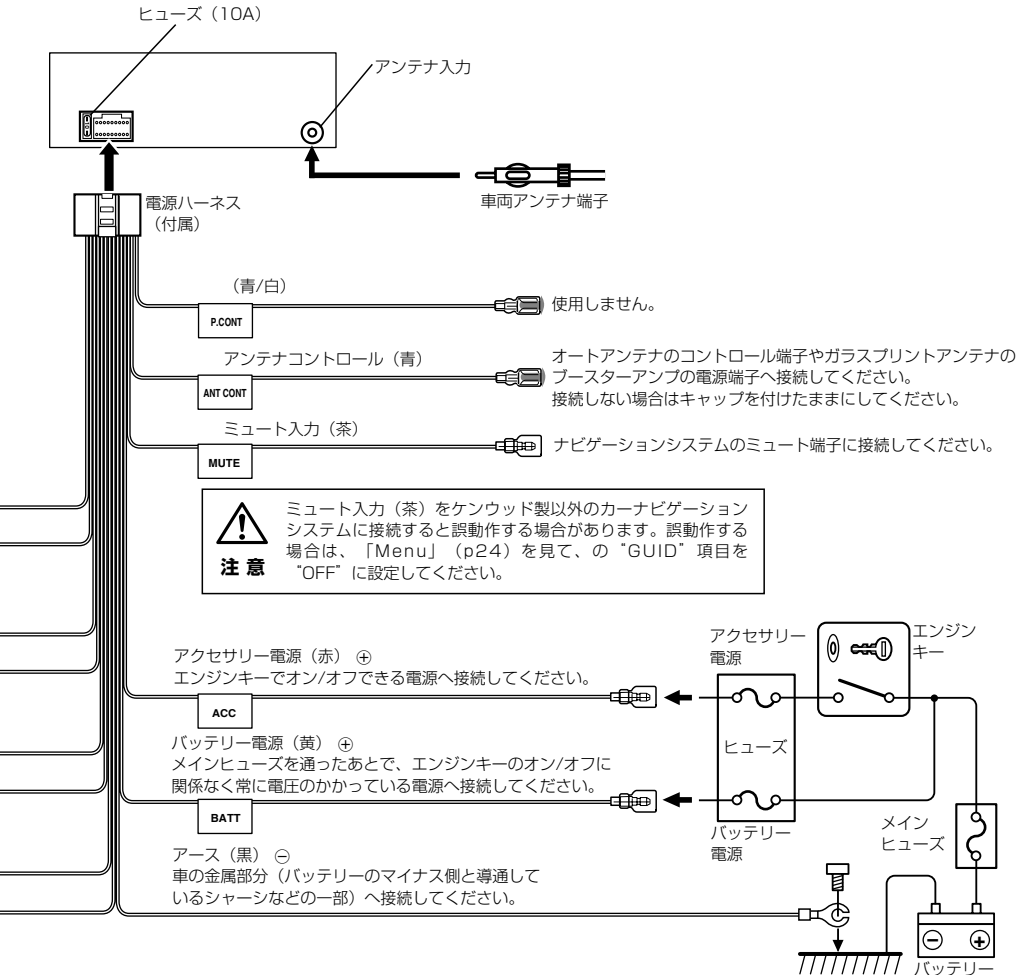 ヒューズ（10A）
アンテナ入力
車両アンテナ端子
電源ハーネス
（付属）
（青/白）
P.CONT
使用しません。
アンテナコントロール（青）
ANT CONT
オートアンテナのコントロール端子やガラスプリントアンテナの
ブースターアンプの電源端子へ接続してください。
接続しない場合はキャップを付けたままにしてください。
ミュート入力（茶）
MUTE
ナビゲーションシステムのミュート端子に接続してください。
注 意
ミュート入力（茶）をケンウッド製以外のカーナビゲーション
システムに接続すると誤動作する場合があります。誤動作する
場合は、「Menu」（p24）を見て、の“GUID”項目を
“OFF”に設定してください。
アクセサリー電源（赤）⊕
エンジンキーでオン/オフできる電源へ接続してください。
ACC
アクセサリー
電源
エンジン
キー
ヒューズ
バッテリー電源（黄）⊕
メインヒューズを通ったあとで、エンジンキーのオン/オフに
関係なく常に電圧のかかっている電源へ接続してください。
BATT
バッテリー
電源
メイン
ヒューズ
アース（黒）⊖
車の金属部分（バッテリーのマイナス側と導通して
いるシャーシなどの一部）へ接続してください。
⊖ ⊕
バッテリー